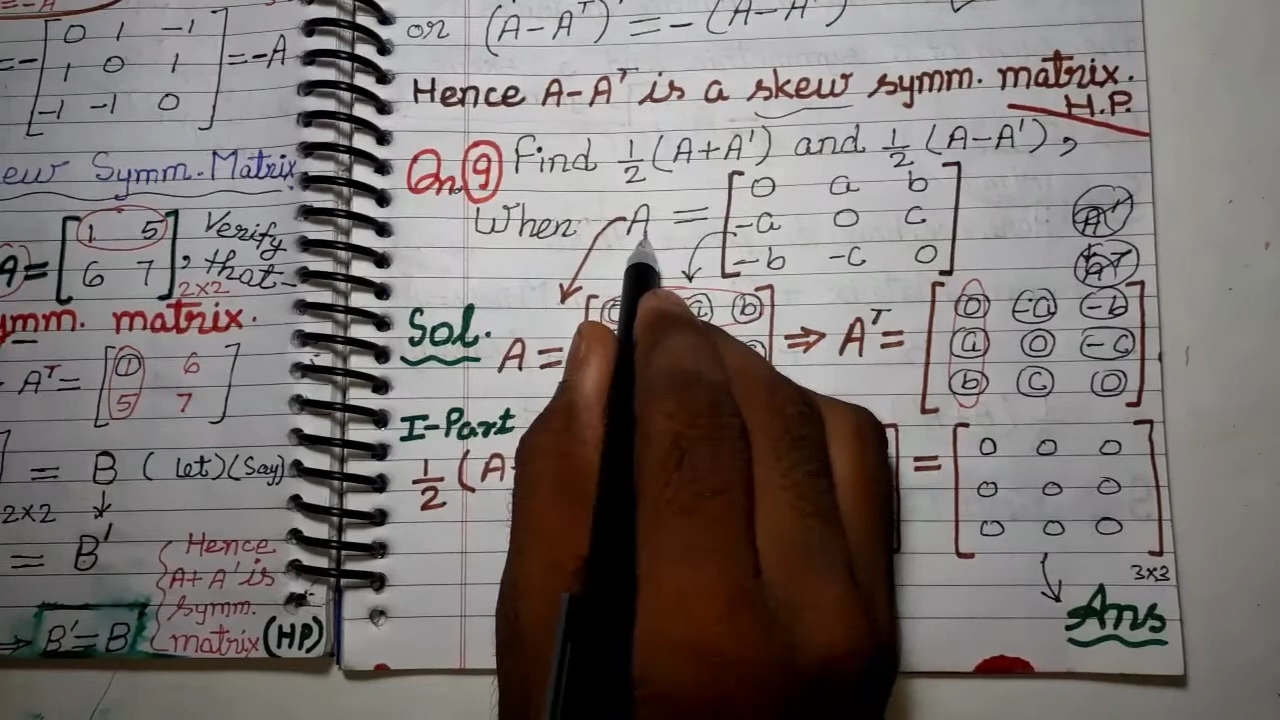 =-A
0 1 -1
=- 1 0 1 =-A
-1 -1 0
ew Symm. Matrix
A= 1 5
6 7 2×2 , Verify that-
ymm. matrix.
Aᵀ= 1 6
5 7
= B (let)(Say)
2×2 ↓
= B'
Hence
A+A' is
symm.
matrix (HP)
⇒ B'=B
or (A-Aᵀ)' = -(A-A')
Hence A-Aᵀ is a skew symm. matrix.
H.P.
Qn. 9 Find 1/2 (A+A') and 1/2 (A-A'),
When A = 0 a b
-a 0 c
-b -c 0
A'
Sol. A = b ⇒ Aᵀ= 0 -a -b
a 0 -c
b c 0
I-Part
1/2 (A = 0 0 0
0 0 0
0 0 0
3×3
Ans